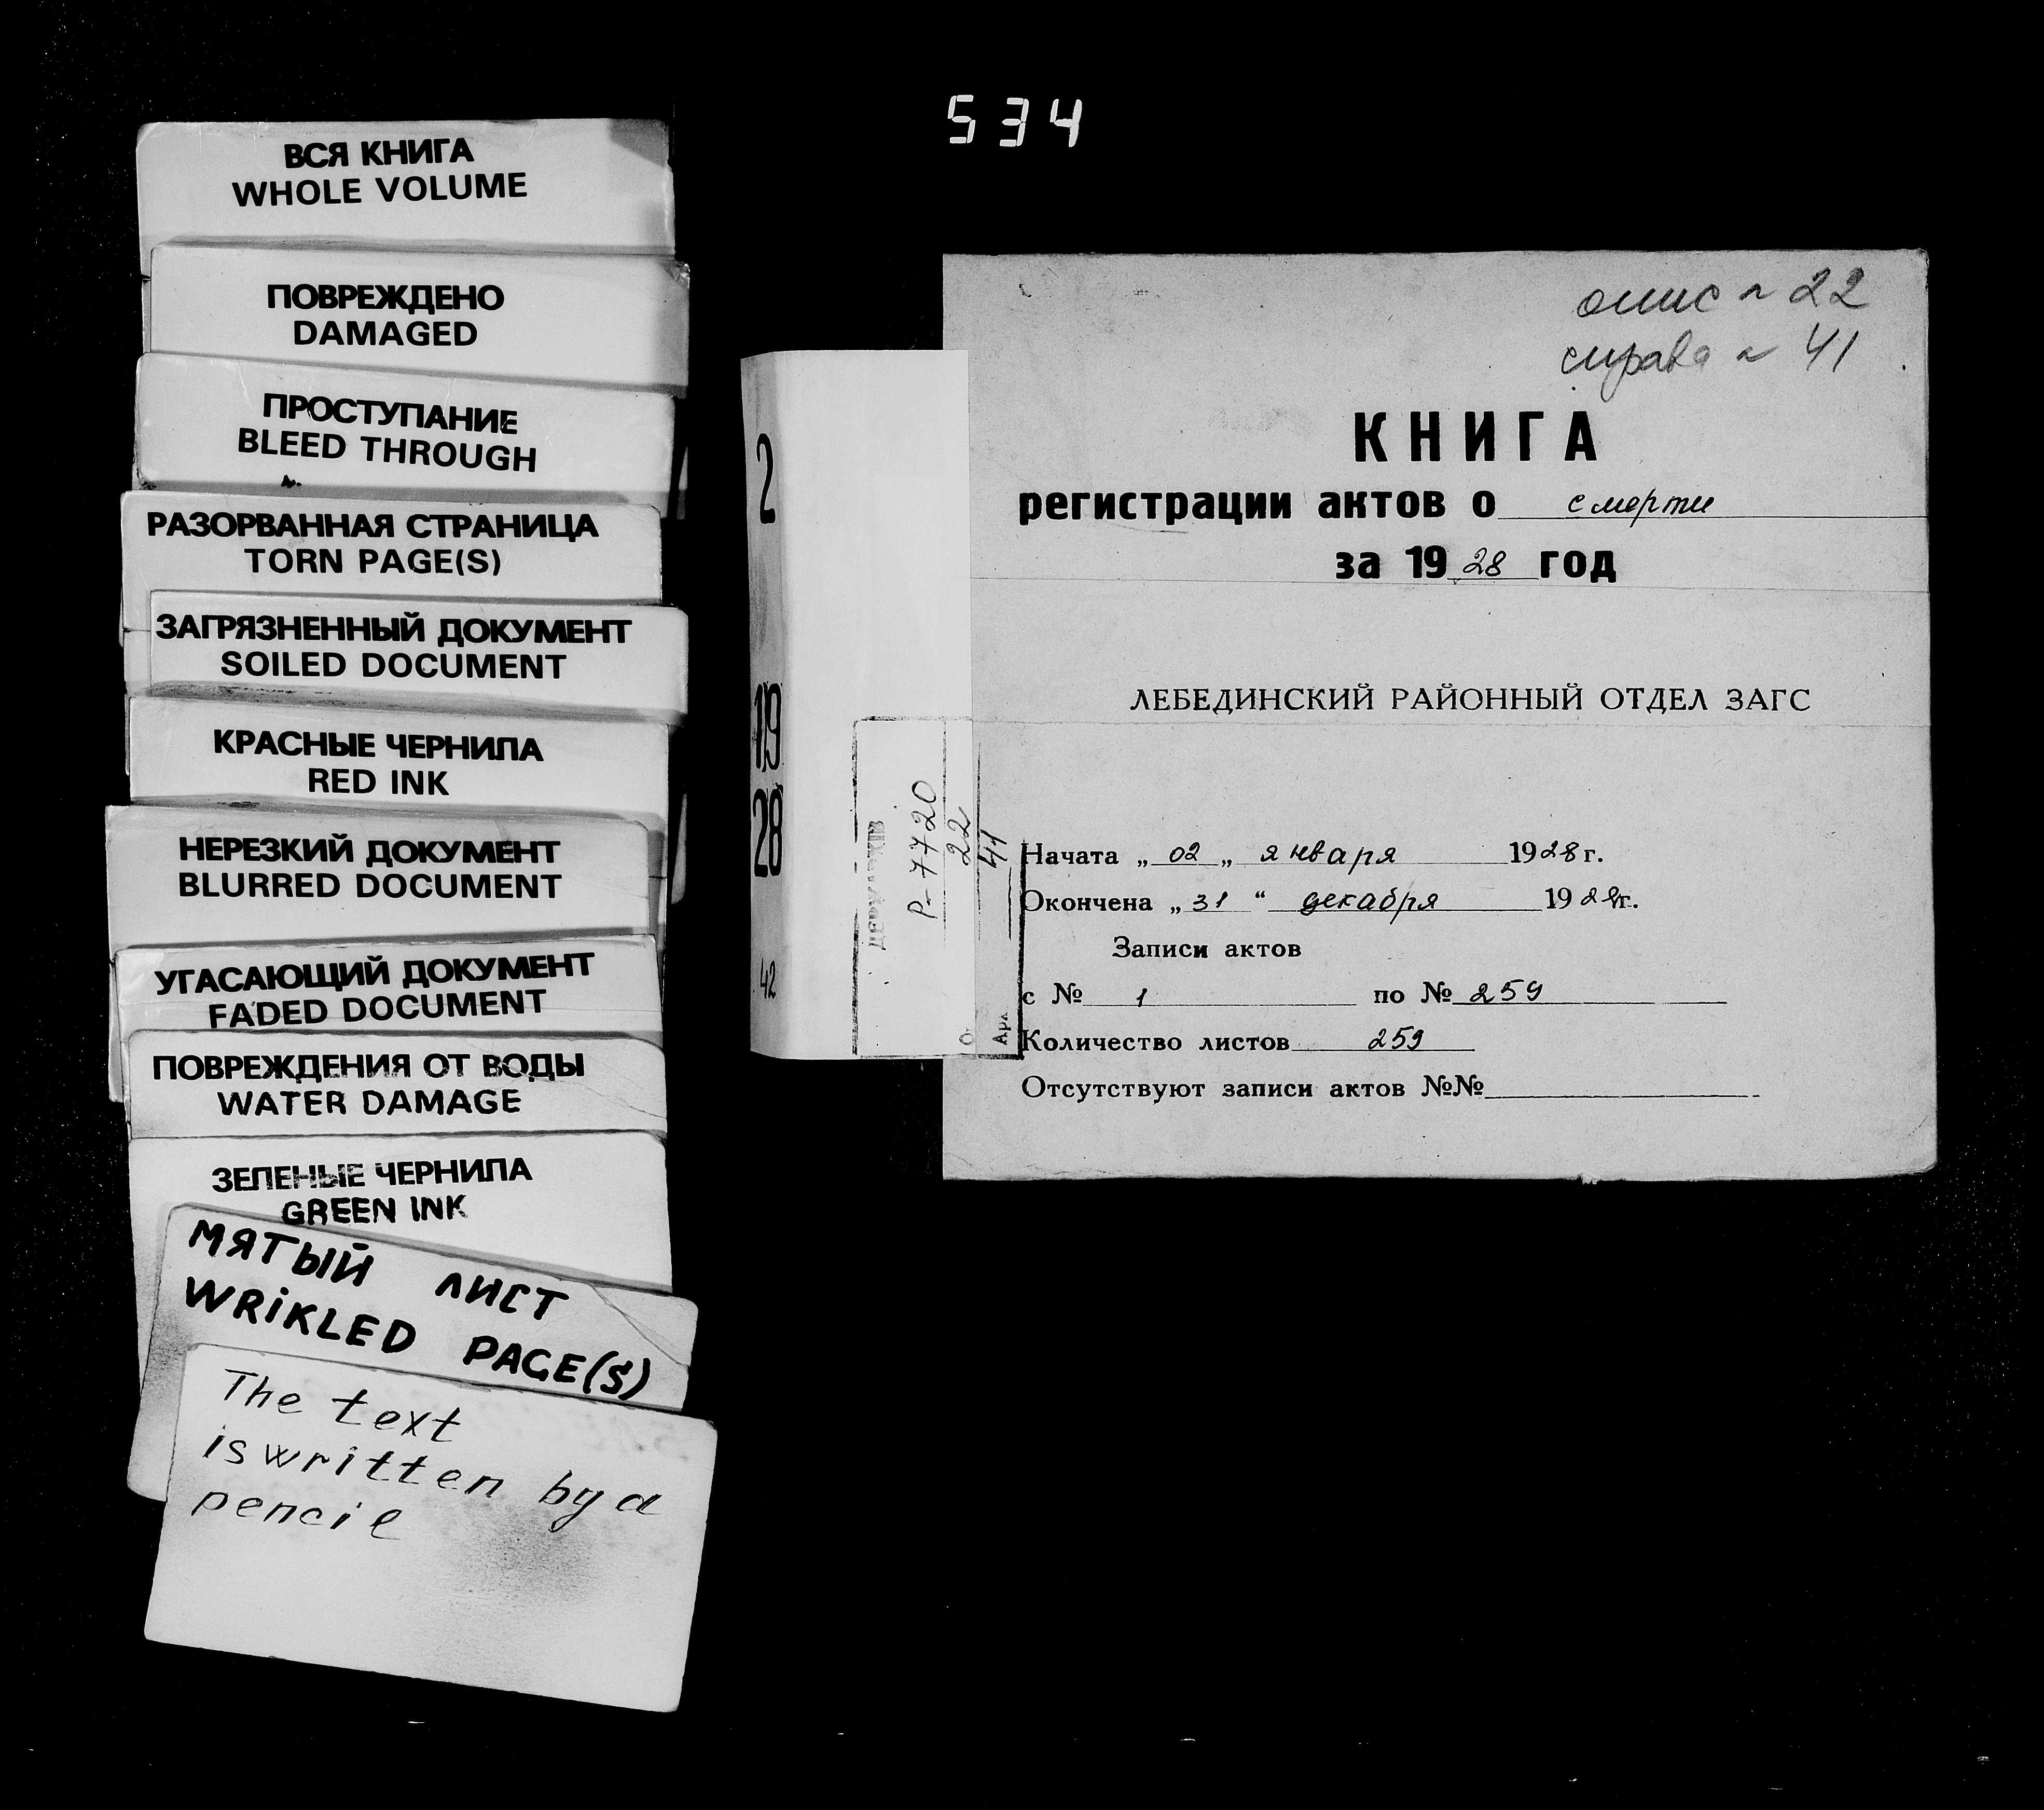 534
ВСЯ КНИГА
WHOLE VOLUME
ПОВРЕЖДЕНО
DAMAGED
ПРОСТУПАНИЕ
BLEED THROUGH
РАЗОРВАННАЯ СТРАНИЦА
TORN PAGE(S)
ЗАГРЯЗНЕННЫЙ ДОКУМЕНТ
SOILED DOCUMENT
КРАСНЫЕ ЧЕРНИЛА
RED INK
НЕРЕЗКИЙ ДОКУМЕНТ
BLURRED DOCUMENT
УГАСАЮЩИЙ ДОКУМЕНТ
FADED DOCUMENT
ПОВРЕЖДЕНИЯ ОТ ВОДЫ
WATER DAMAGE
ЗЕЛЕНЫЕ ЧЕРНИЛА
GREEN INK
МЯТЫЙ ЛИСТ
WRIKLED PAGE(S)
The text
is written by a
pencil
2
19
28
42
Р-7720
22
41
опис ~ 22
справа ~ 41
КНИГА
регистрации актов о смерти
за 1928 год
ЛЕБЕДИНСКИЙ РАЙОННЫЙ ОТДЕЛ ЗАГС
Начата „ 02 „ января 1928 г.
Окончена „ 31 “ декабря 1928 г.
Записи актов
с № 1 по № 259
Количество листов 259
Отсутствуют записи актов №№